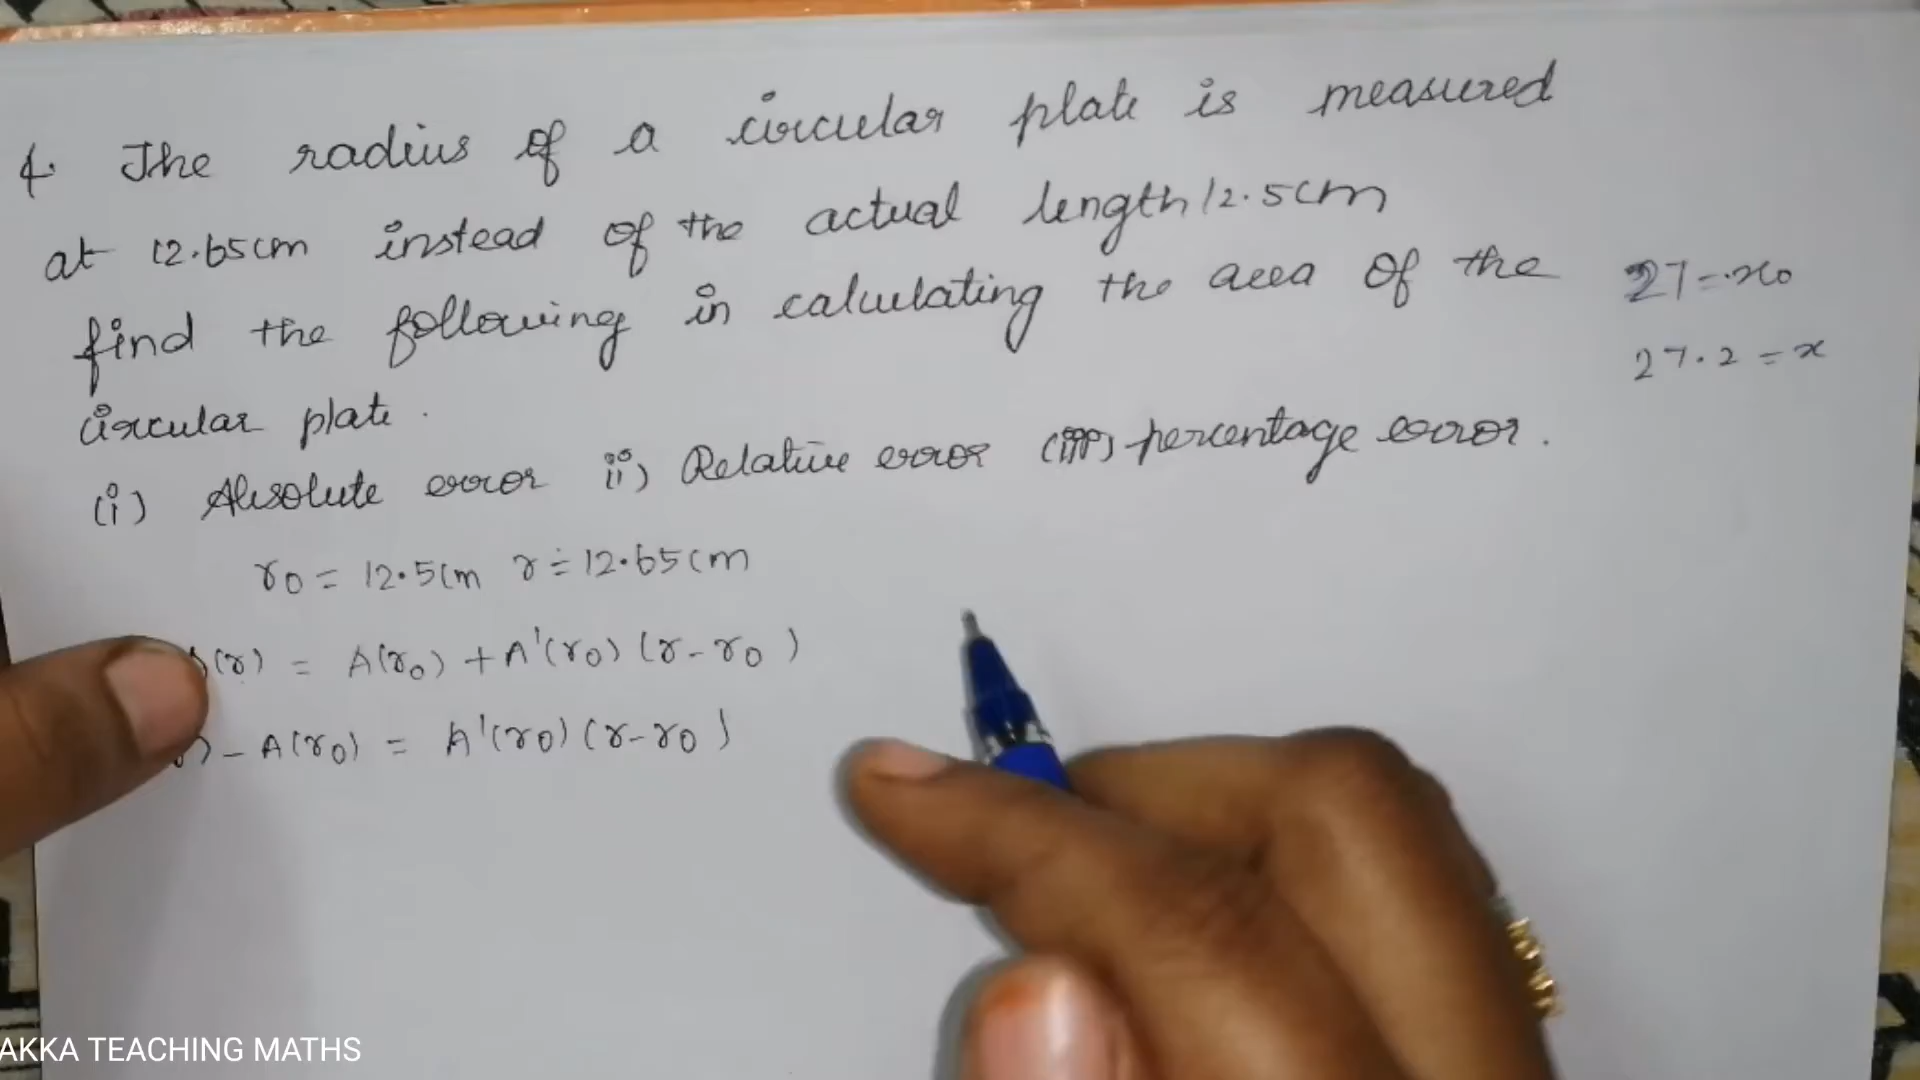 4. The radius of a circular plate is measured
at 12.65cm instead of the actual length 12.5cm
find the following in calculating the area of the
circular plate.
(i) Absolute error ii) Relative error (iii) percentage error.
27 = x₀
27.2 = x
r₀ = 12.5cm r = 12.65cm
(r) = A(r₀) + A'(r₀) (r - r₀)
) - A(r₀) = A'(r₀) (r - r₀)
AKKA TEACHING MATHS